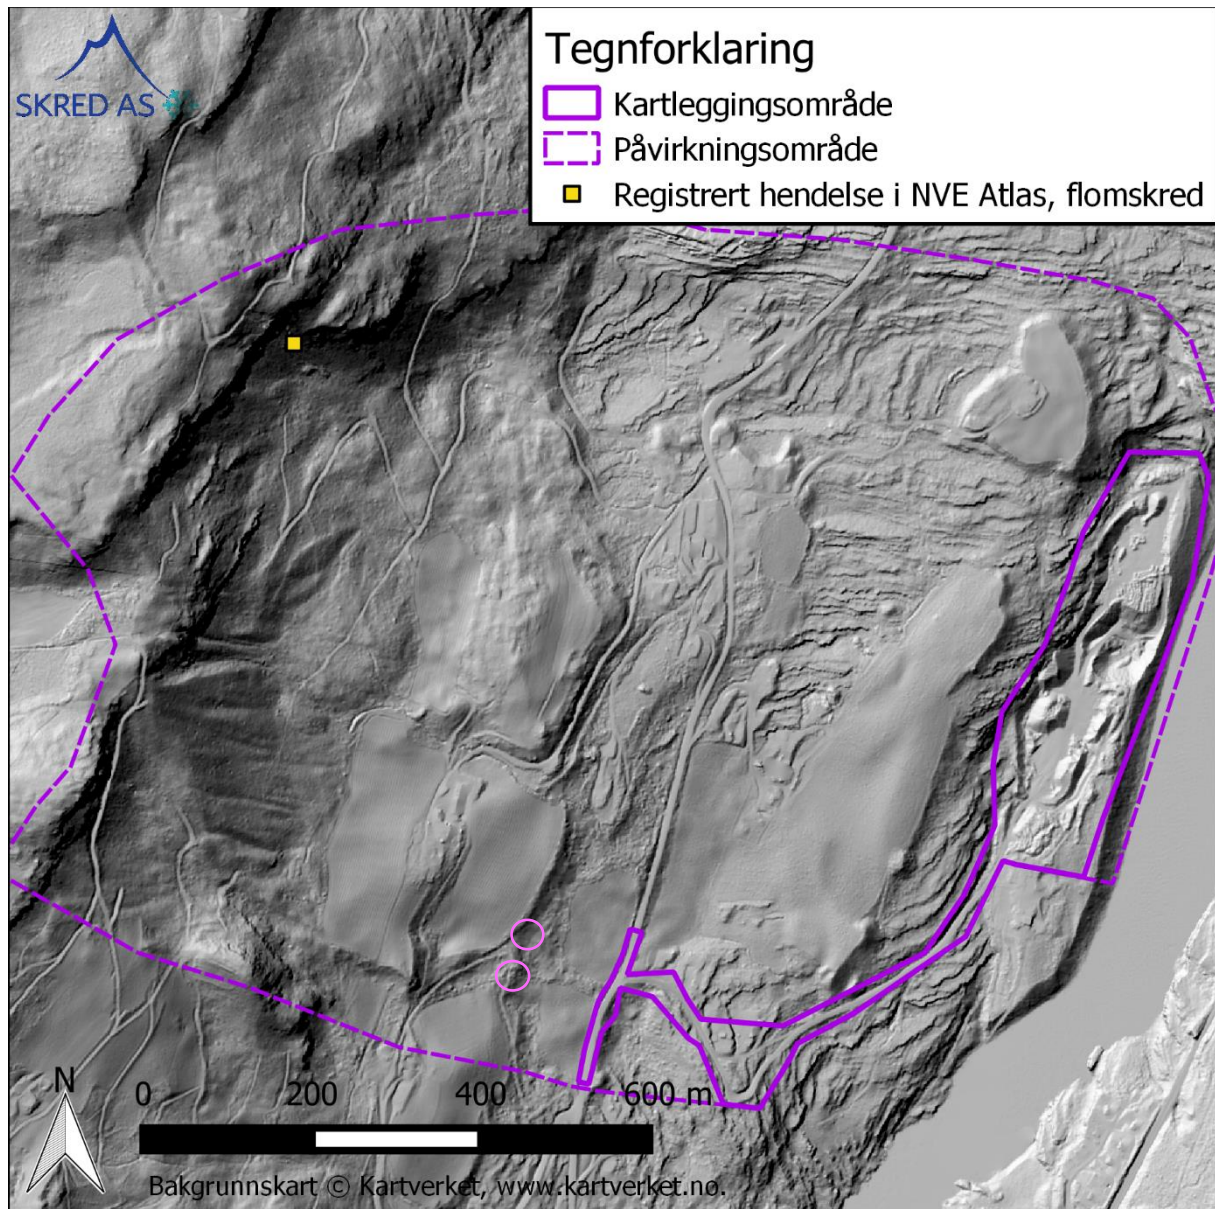 SKRED AS
Tegnforklaring
Kartleggingsområde
Påvirkningsområde
Registrert hendelse i NVE Atlas, flomskred
N
0 200 400 600 m
Bakgrunnskart © Kartverket, www.kartverket.no.